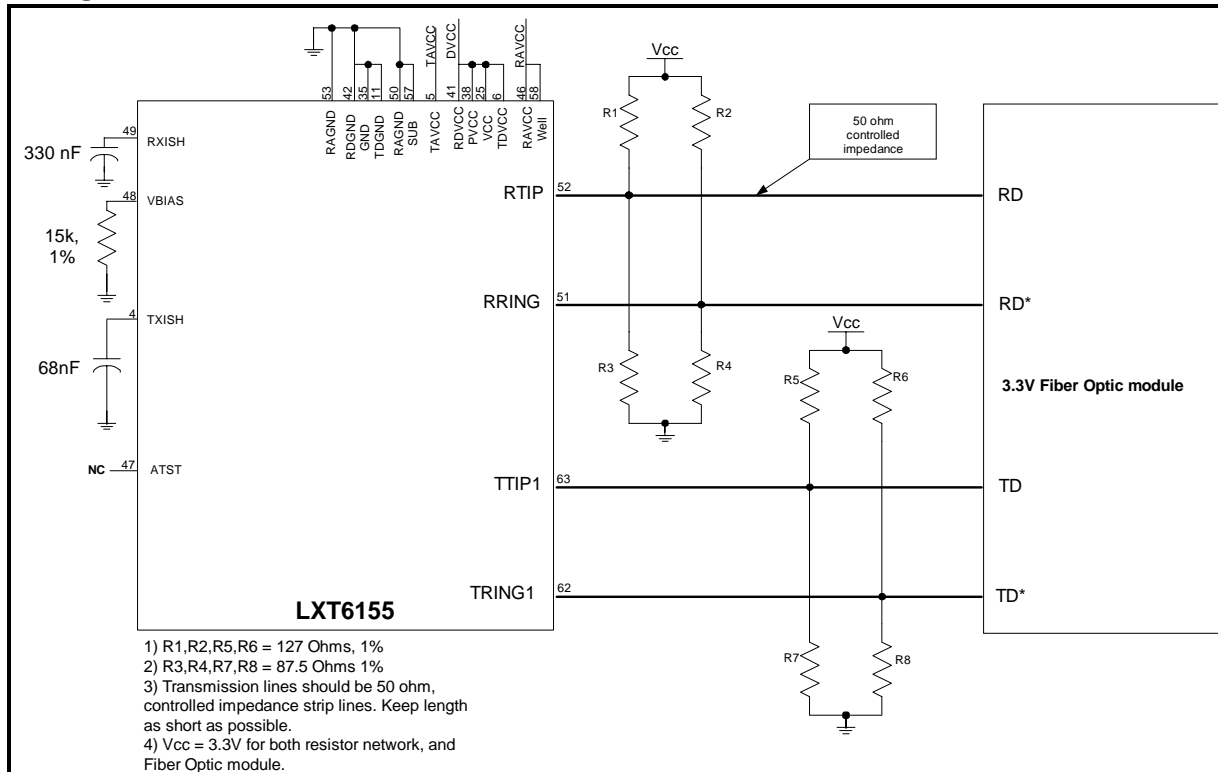 53
42
35
11
50
57
5
41
38
25
6
46
58
TAVCC
DVCC
RAVCC
RAGND
RDGND
GND
TDGND
RAGND
SUB
TAVCC
RDVCC
PVCC
VCC
TDVCC
RAVCC
Well
49
RXISH
330 nF
48
VBIAS
15k,
1%
4
TXISH
68nF
NC
47
ATST
Vcc
R1
R2
50 ohm
controlled
impedance
RTIP
52
RD
RRING
51
RD*
Vcc
R3
R4
R5
R6
3.3V Fiber Optic module
TTIP1
63
TD
TRING1
62
TD*
LXT6155
R7
R8
1) R1,R2,R5,R6 = 127 Ohms, 1%
2) R3,R4,R7,R8 = 87.5 Ohms 1%
3) Transmission lines should be 50 ohm,
controlled impedance strip lines. Keep length
as short as possible.
4) Vcc = 3.3V for both resistor network, and
Fiber Optic module.